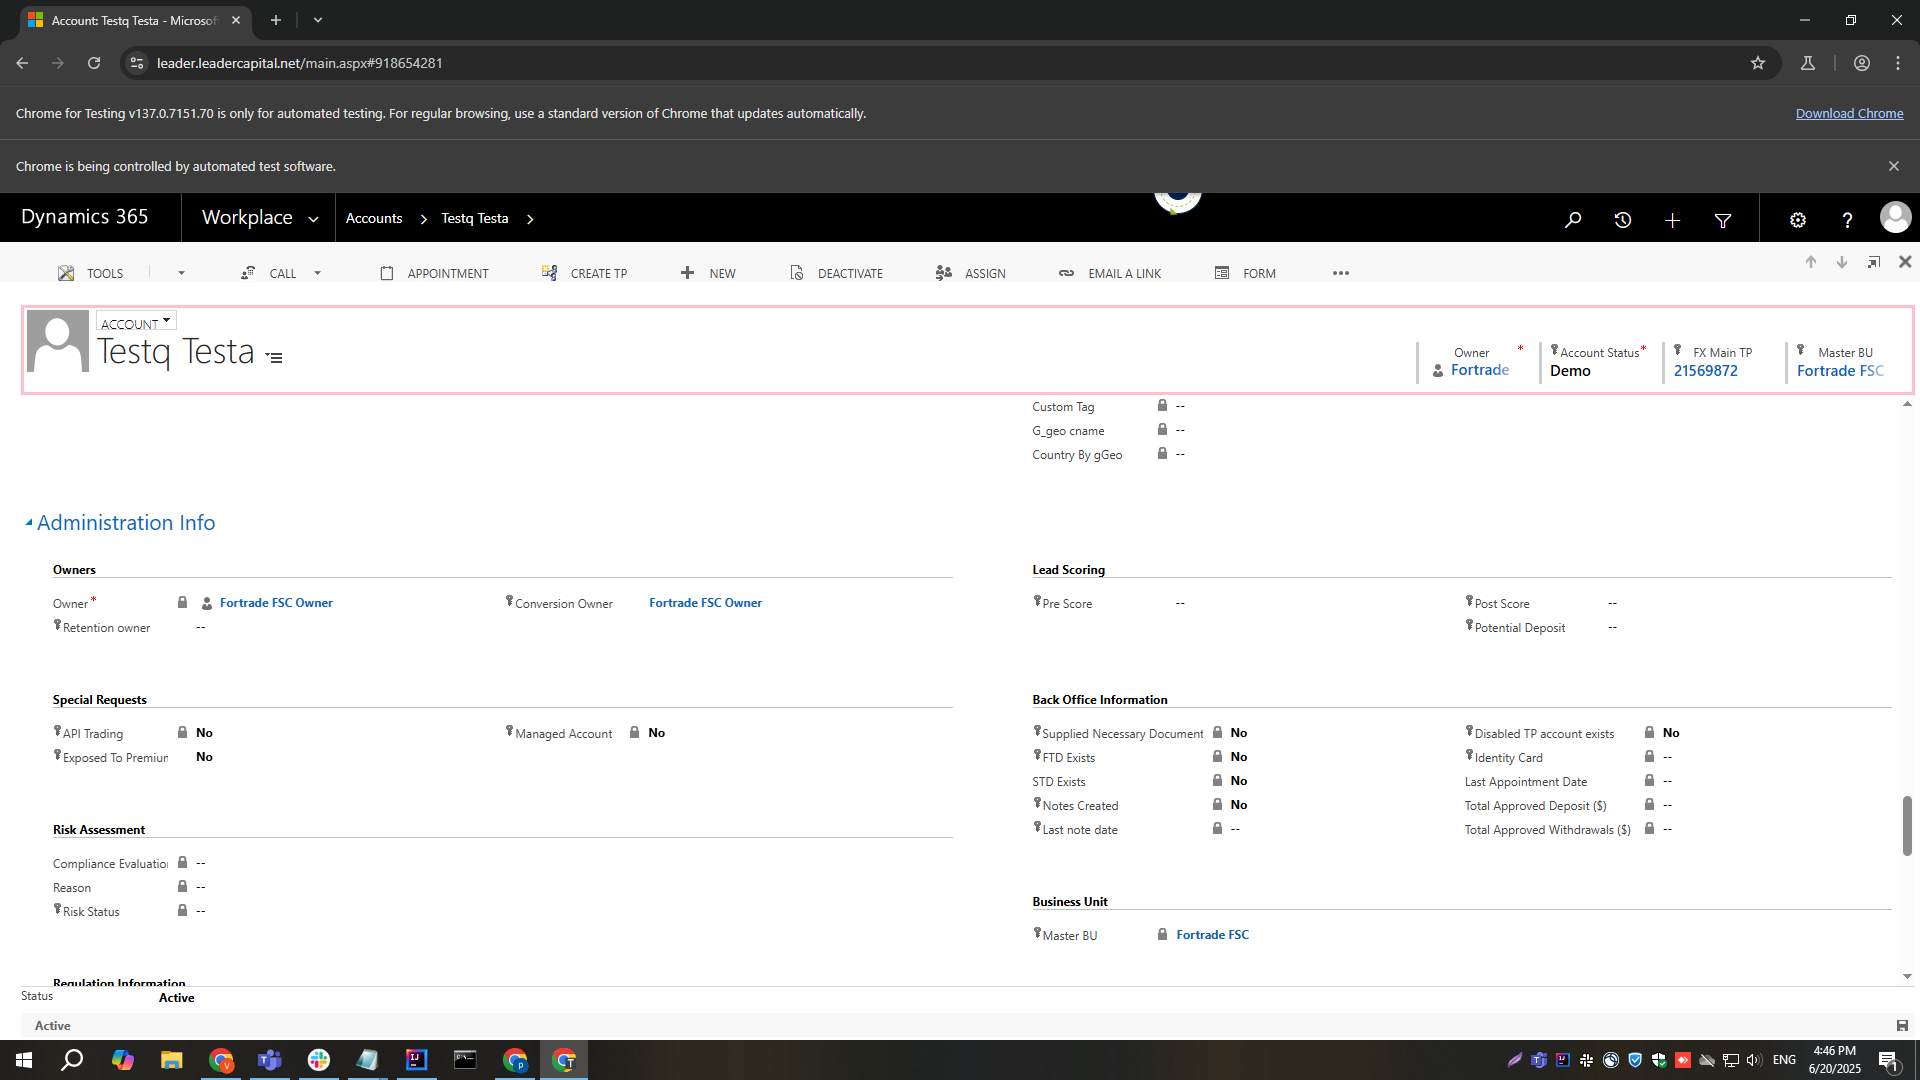 Account: Testq Testa - Microsof
leader.leadercapital.net/main.aspx#918654281
Chrome for Testing v137.0.7151.70 is only for automated testing. For regular browsing, use a standard version of Chrome that updates automatically.
Download Chrome
Chrome is being controlled by automated test software.
Dynamics 365
Workplace
Accounts
Testq Testa
TOOLS
CALL
APPOINTMENT
CREATE TP
NEW
DEACTIVATE
ASSIGN
EMAIL A LINK
FORM
ACCOUNT
Testq Testa
Owner *
Fortrade
Account Status *
Demo
FX Main TP
21569872
Master BU
Fortrade FSC
Custom Tag --
G_geo cname --
Country By gGeo --
Administration Info
Owners
Owner * Fortrade FSC Owner
Conversion Owner Fortrade FSC Owner
Retention owner --
Lead Scoring
Pre Score --
Post Score --
Potential Deposit --
Special Requests
API Trading No
Managed Account No
Exposed To Premiun No
Back Office Information
Supplied Necessary Document No
Disabled TP account exists No
FTD Exists No
Identity Card --
STD Exists No
Last Appointment Date --
Notes Created No
Total Approved Deposit ($) --
Last note date --
Total Approved Withdrawals ($) --
Risk Assessment
Compliance Evaluatio --
Reason --
Risk Status --
Business Unit
Master BU Fortrade FSC
Regulation Information
Status Active
Active
ENG
4:46 PM
6/20/2025
1